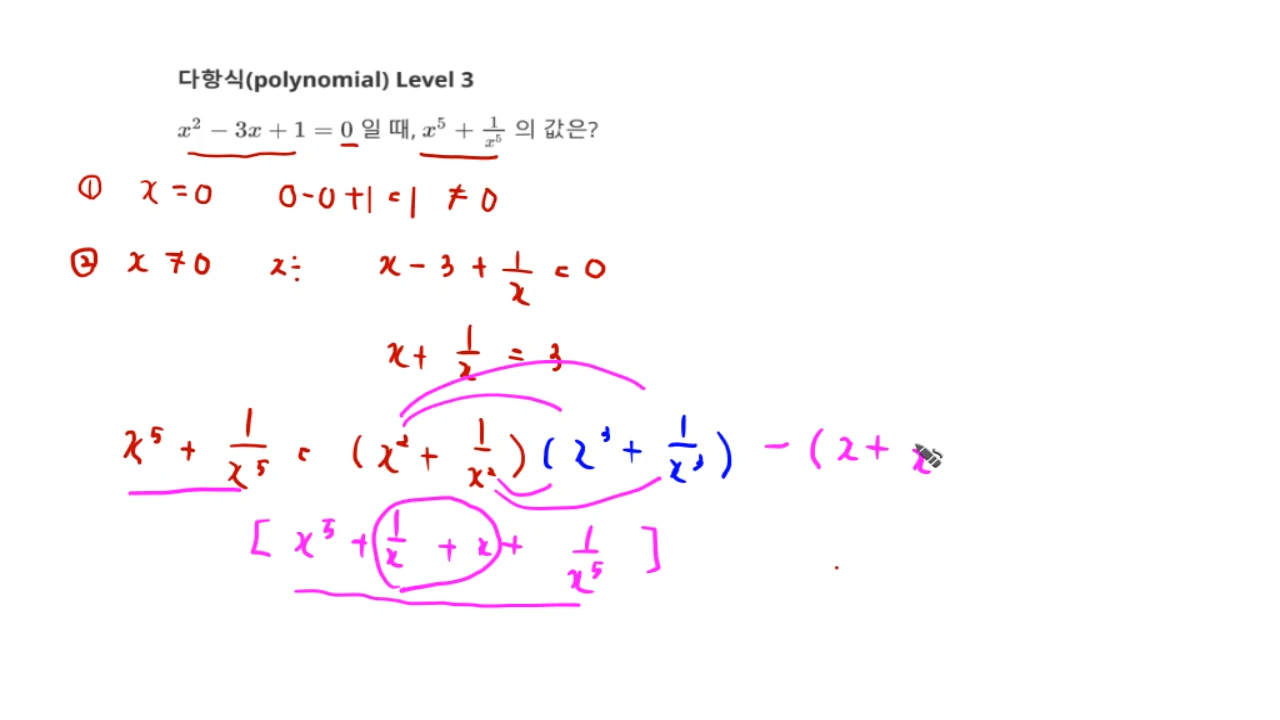 다항식(polynomial) Level 3
x² − 3x + 1 = 0 일 때, x⁵ + 1/x⁵ 의 값은?
① x = 0 0 - 0 + 1 = 1 ≠ 0
② x ≠ 0 x÷ x - 3 + 1/x = 0
x + 1/x = 3
x⁵ + 1/x⁵ = (x² + 1/x²)(x³ + 1/x³) - (x + x
[ x⁵ + 1/x + x + 1/x⁵ ]